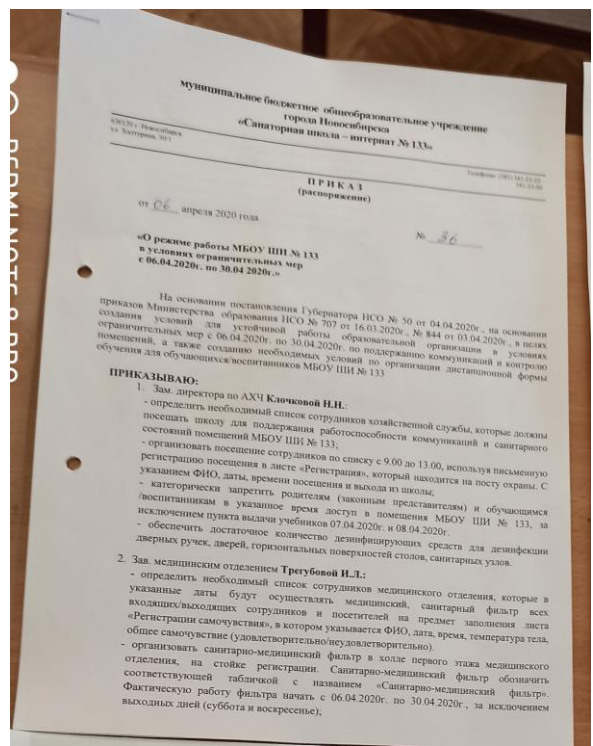 муниципальное бюджетное общеобразовательное учреждение
города Новосибирска
«Санаторная школа – интернат № 133»
630120 г. Новосибирск
ул. Халтурина, 30/1
Телефоны: (383)
П Р И К А З
(распоряжение)
от 06 апреля 2020 года
№ 36
«О режиме работы МБОУ ШИ № 133
в условиях ограничительных мер
с 06.04.2020г. по 30.04 2020г.»
На основании постановления Губернатора НСО № 50 от 04.04.2020г., на основании
приказов Министерства образования НСО № 707 от 16.03.2020г., № 844 от 03.04.2020г., в целях
создания условий для устойчивой работы образовательной организации в условиях
ограничительных мер с 06.04.2020г. по 30.04.2020г. по поддержанию коммуникаций и контролю
помещений, а также созданию необходимых условий по организации дистанционной формы
обучения для обучающихся/воспитанников МБОУ ШИ № 133
ПРИКАЗЫВАЮ:
1. Зам. директора по АХЧ Клочковой Н.Н.:
- определить необходимый список сотрудников хозяйственной службы, которые должны
посещать школу для поддержания работоспособности коммуникаций и санитарного
состояний помещений МБОУ ШИ № 133;
- организовать посещение сотрудников по списку с 9.00 до 13.00, используя письменную
регистрацию посещения в листе «Регистрация», который находится на посту охраны. С
указанием ФИО, даты, времени посещения и выхода из школы;
- категорически запретить родителям (законным представителям) и обучающимся
/воспитанникам в указанное время доступ в помещения МБОУ ШИ № 133, за
исключением пункта выдачи учебников 07.04.2020г. и 08.04.2020г.
- обеспечить достаточное количество дезинфицирующих средств для дезинфекции
дверных ручек, дверей, горизонтальных поверхностей столов, санитарных узлов.
2. Зав. медицинским отделением Трегубовой И.Л.:
- определить необходимый список сотрудников медицинского отделения, которые в
указанные даты будут осуществлять медицинский, санитарный фильтр всех
входящих/выходящих сотрудников и посетителей на предмет заполнения листа
«Регистрации самочувствия», в котором указывается ФИО, дата, время, температура тела,
общее самочувствие (удовлетворительно/неудовлетворительно).
- организовать санитарно-медицинский фильтр в холле первого этажа медицинского
отделения, на стойке регистрации. Санитарно-медицинский фильтр обозначить
соответствующей табличкой с названием «Санитарно-медицинский фильтр».
Фактическую работу фильтра начать с 06.04.2020г. по 30.04.2020г., за исключением
выходных дней (суббота и воскресенье);
REDMI NOTE 8 PRO